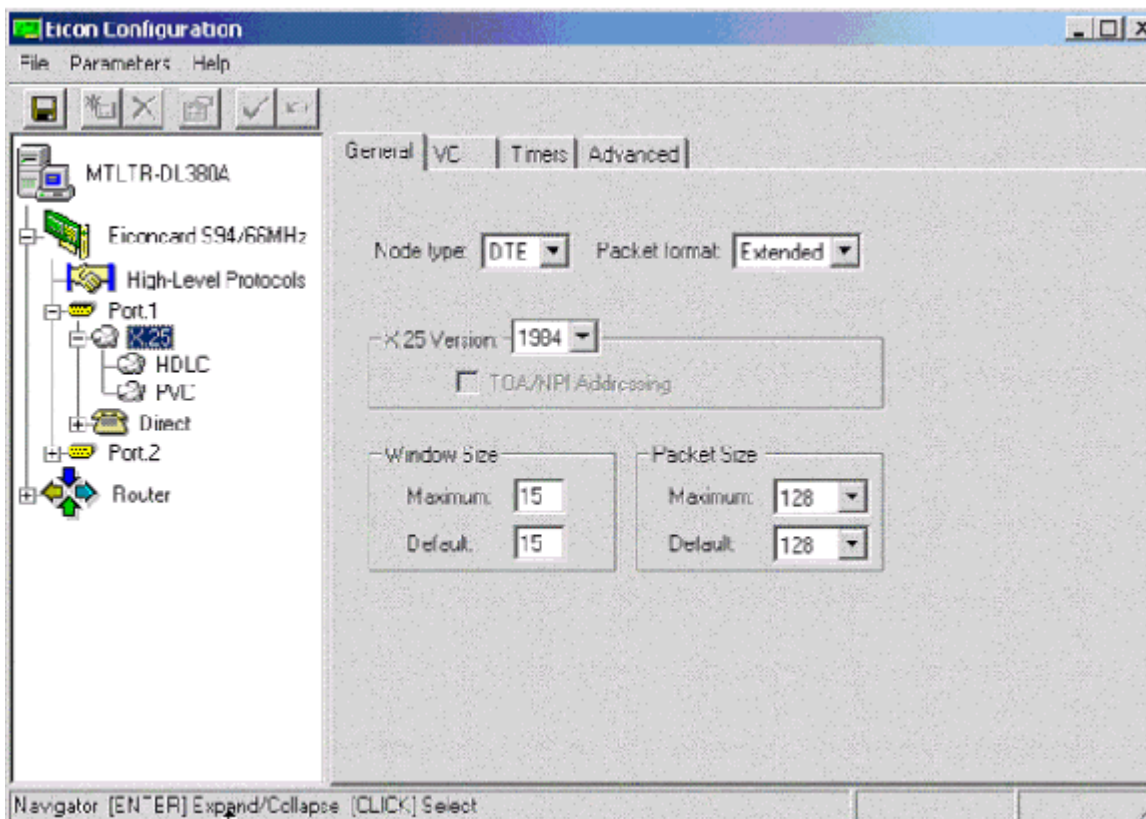 Eicon Configuration
File Parameters Help
MTLTR-DL380A
Eiconcard S94/66MHz
High-Level Protocols
Port.1
X.25
HDLC
PVC
Direct
Port.2
Router
General VC Timers Advanced
Node type: DTE Packet format: Extended
X.25 Version: 1984
TOA/NPI Addressing
Window Size
Maximum: 15
Default: 15
Packet Size
Maximum: 128
Default: 128
Navigator [ENTER] Expand/Collapse [CLICK] Select